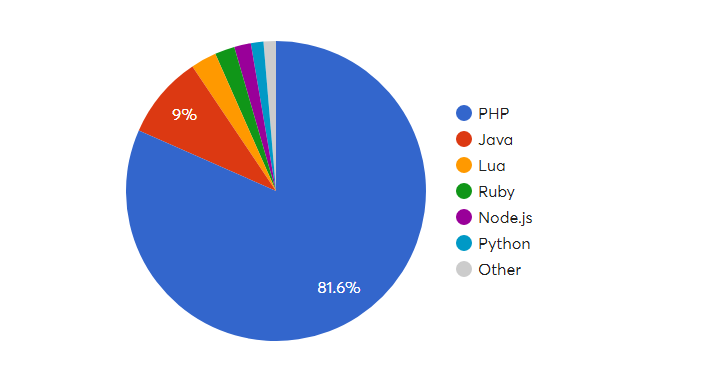 9%
81.6%
PHP
Java
Lua
Ruby
Node.js
Python
Other